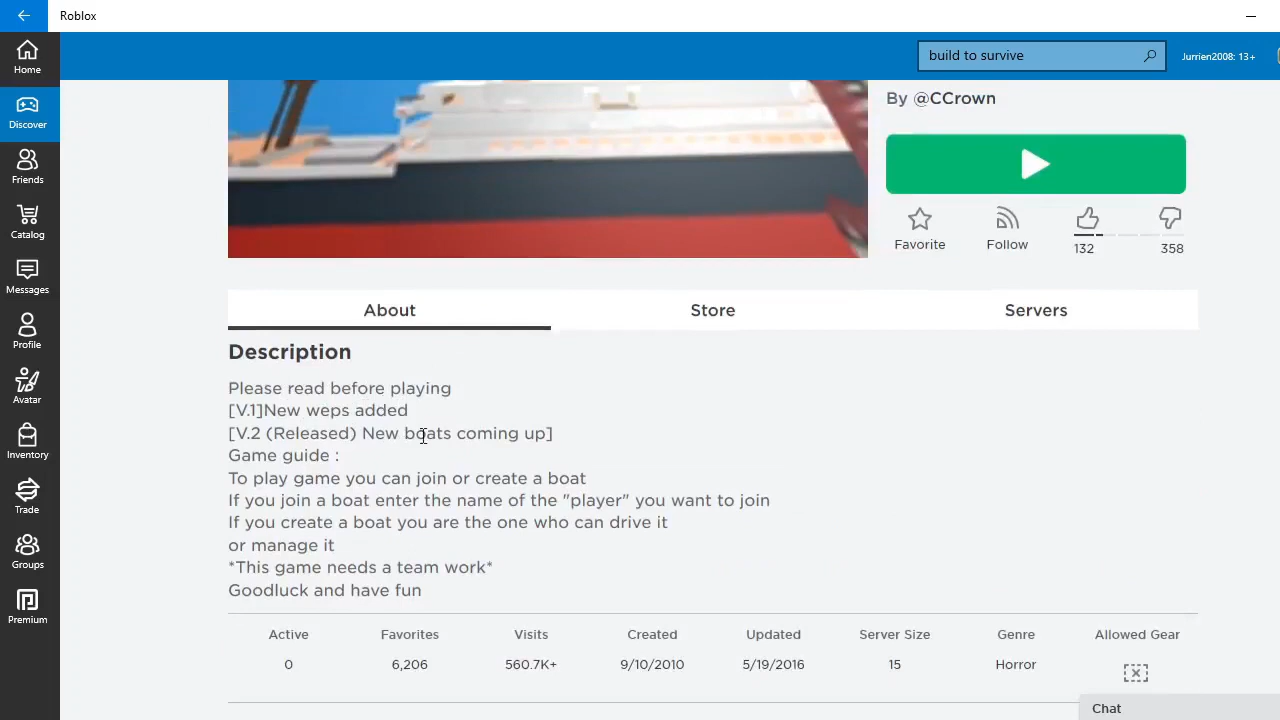 Roblox
build to survive
Jurrien2008: 13+
Home
Discover
Friends
Catalog
Messages
Profile
Avatar
Inventory
Trade
Groups
Premium
By @CCrown
Favorite
Follow
132
358
About
Store
Servers
Description
Please read before playing
[V.1]New weps added
[V.2 (Released) New boats coming up]
Game guide :
To play game you can join or create a boat
If you join a boat enter the name of the "player" you want to join
If you create a boat you are the one who can drive it
or manage it
*This game needs a team work*
Goodluck and have fun
Active Favorites Visits Created Updated Server Size Genre Allowed Gear
0 6,206 560.7K+ 9/10/2010 5/19/2016 15 Horror
Chat